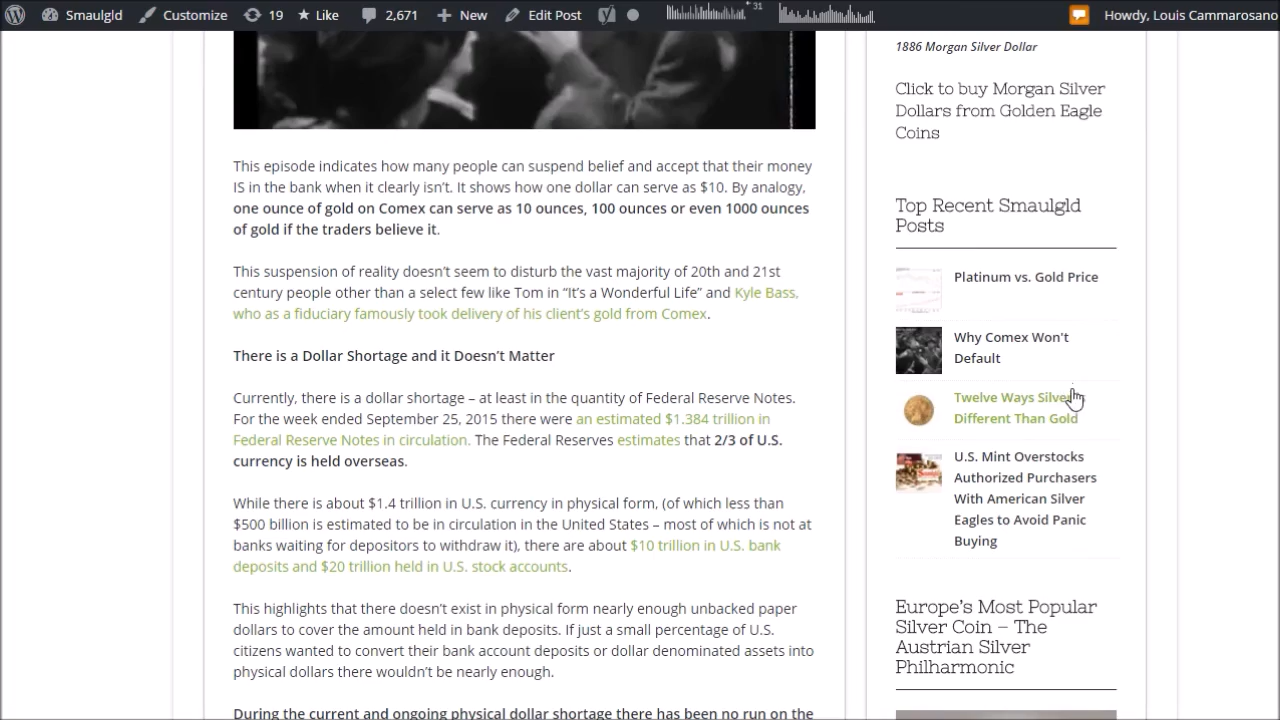 Smaulgld Customize 19 Like 2,671 New Edit Post 31 Howdy, Louis Cammarosano
This episode indicates how many people can suspend belief and accept that their money
IS in the bank when it clearly isn't. It shows how one dollar can serve as $10. By analogy,
one ounce of gold on Comex can serve as 10 ounces, 100 ounces or even 1000 ounces
of gold if the traders believe it.
This suspension of reality doesn't seem to disturb the vast majority of 20th and 21st
century people other than a select few like Tom in “It's a Wonderful Life” and Kyle Bass,
who as a fiduciary famously took delivery of his client's gold from Comex.
There is a Dollar Shortage and it Doesn't Matter
Currently, there is a dollar shortage – at least in the quantity of Federal Reserve Notes.
For the week ended September 25, 2015 there were an estimated $1.384 trillion in
Federal Reserve Notes in circulation. The Federal Reserves estimates that 2/3 of U.S.
currency is held overseas.
While there is about $1.4 trillion in U.S. currency in physical form, (of which less than
$500 billion is estimated to be in circulation in the United States – most of which is not at
banks waiting for depositors to withdraw it), there are about $10 trillion in U.S. bank
deposits and $20 trillion held in U.S. stock accounts.
This highlights that there doesn't exist in physical form nearly enough unbacked paper
dollars to cover the amount held in bank deposits. If just a small percentage of U.S.
citizens wanted to convert their bank account deposits or dollar denominated assets into
physical dollars there wouldn't be nearly enough.
During the current and ongoing physical dollar shortage there has been no run on the
1886 Morgan Silver Dollar
Click to buy Morgan Silver
Dollars from Golden Eagle
Coins
Top Recent Smaulgld
Posts
Platinum vs. Gold Price
Why Comex Won't
Default
Twelve Ways Silver
Different Than Gold
U.S. Mint Overstocks
Authorized Purchasers
With American Silver
Eagles to Avoid Panic
Buying
Europe's Most Popular
Silver Coin – The
Austrian Silver
Philharmonic